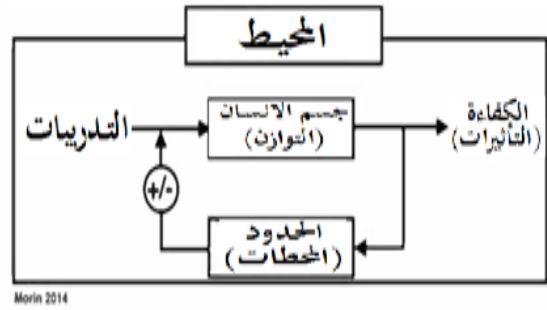 المحيط
التدريبات
جسم الانسان
(التوازن)
الكفاءة
(التأثيرات)
+/-
الحدود
(المحطات)
Morin 2014